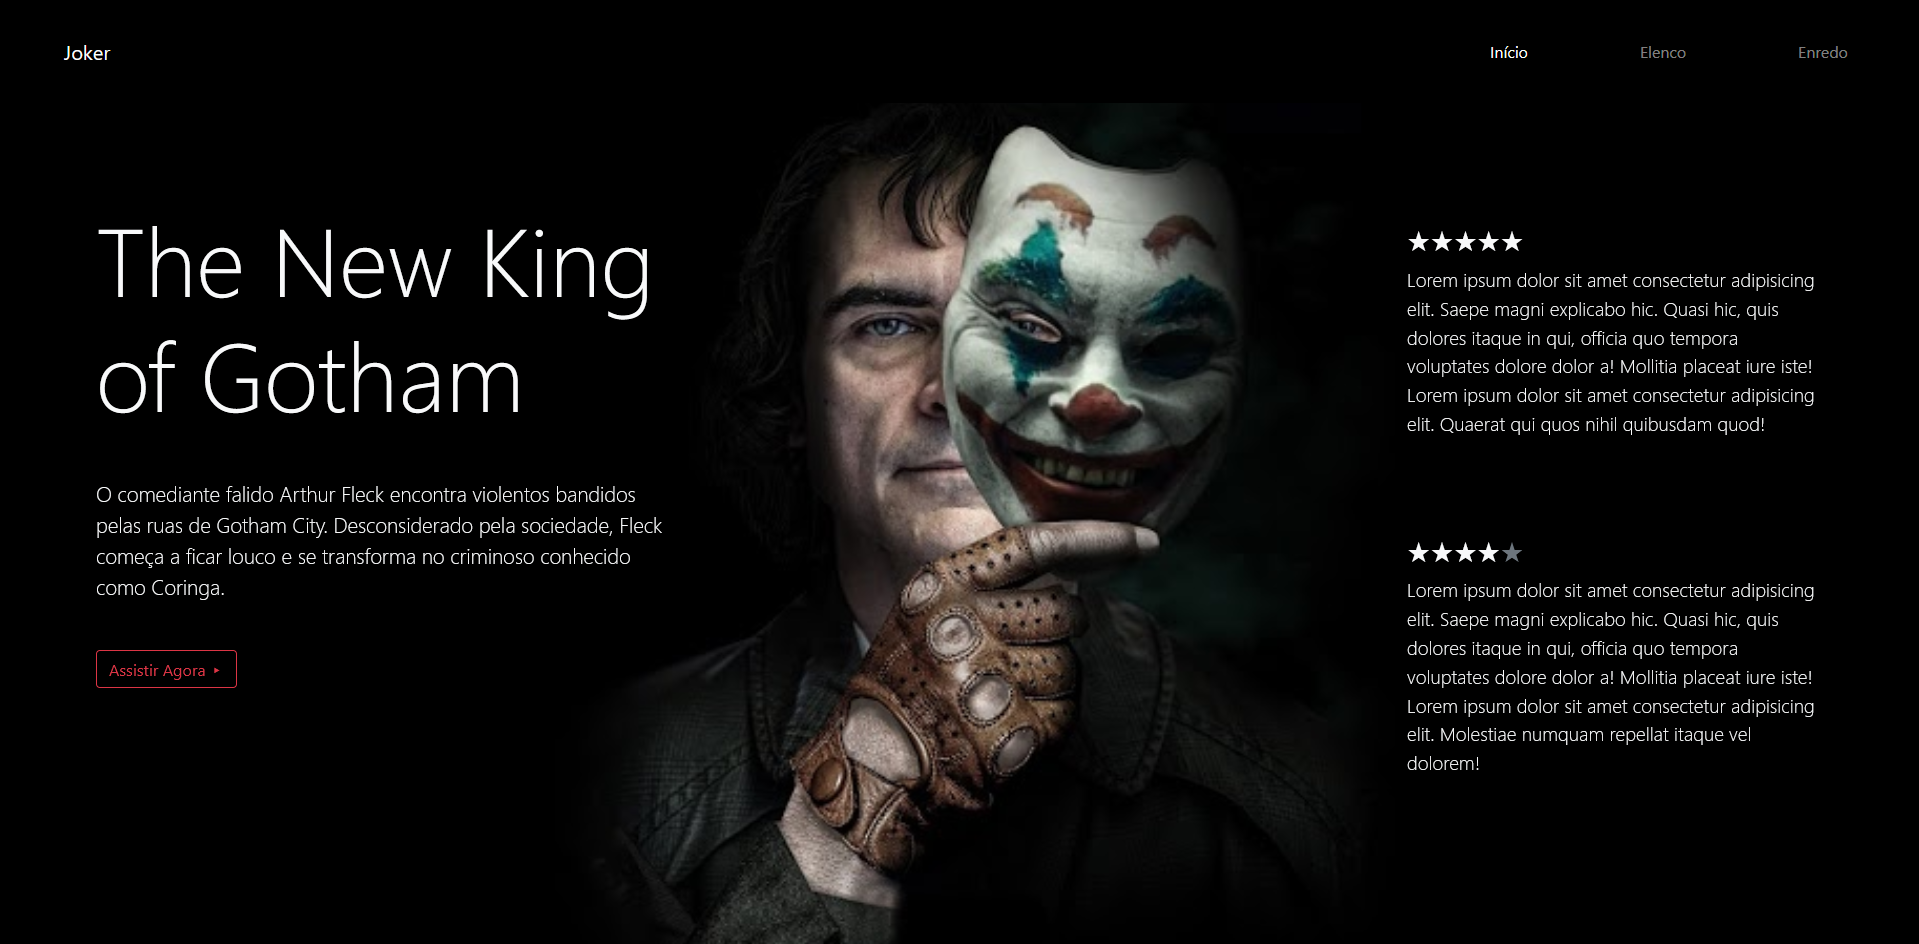 Joker
Início
Elenco
Enredo
The New King
of Gotham
O comediante falido Arthur Fleck encontra violentos bandidos
pelas ruas de Gotham City. Desconsiderado pela sociedade, Fleck
começa a ficar louco e se transforma no criminoso conhecido
como Coringa.
Assistir Agora
Lorem ipsum dolor sit amet consectetur adipisicing
elit. Saepe magni explicabo hic. Quasi hic, quis
dolores itaque in qui, officia quo tempora
voluptates dolore dolor a! Mollitia placeat iure iste!
Lorem ipsum dolor sit amet consectetur adipisicing
elit. Quaerat qui quos nihil quibusdam quod!
Lorem ipsum dolor sit amet consectetur adipisicing
elit. Saepe magni explicabo hic. Quasi hic, quis
dolores itaque in qui, officia quo tempora
voluptates dolore dolor a! Mollitia placeat iure iste!
Lorem ipsum dolor sit amet consectetur adipisicing
elit. Molestiae numquam repellat itaque vel
dolorem!